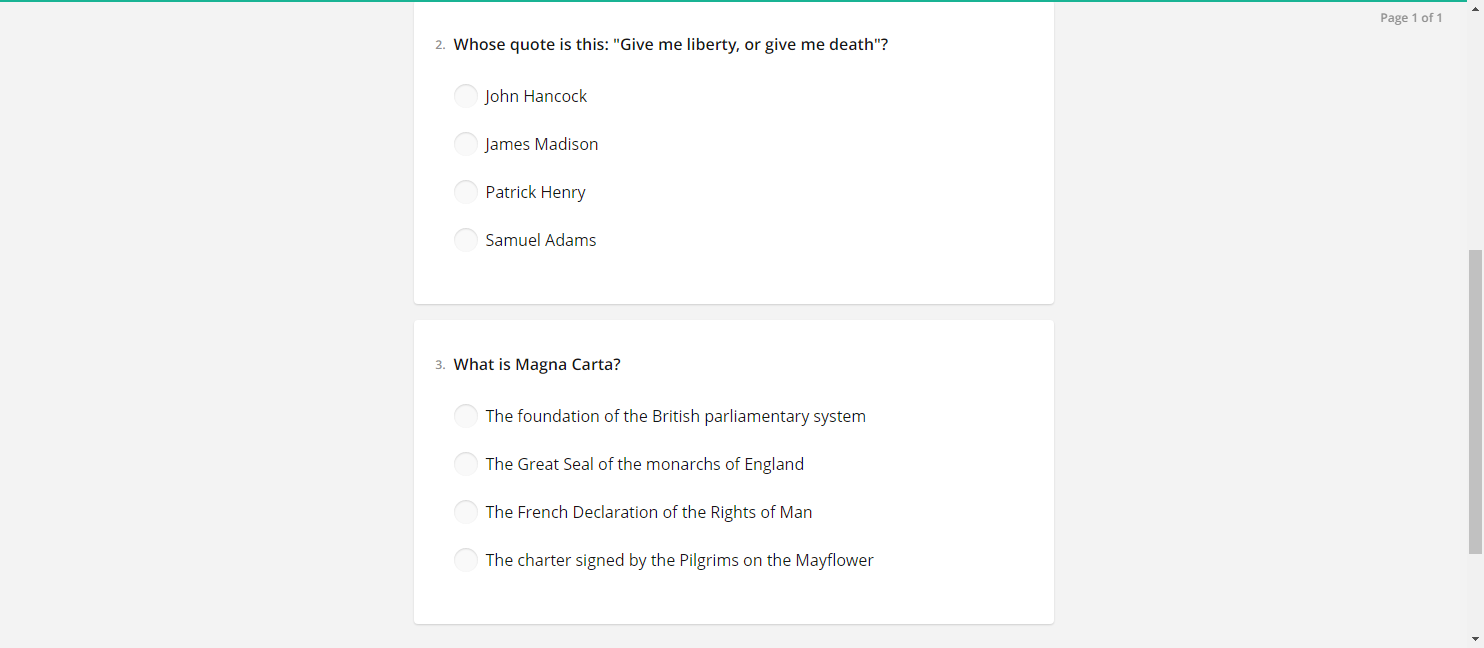 Page 1 of 1
2. Whose quote is this: "Give me liberty, or give me death"?
John Hancock
James Madison
Patrick Henry
Samuel Adams
3. What is Magna Carta?
The foundation of the British parliamentary system
The Great Seal of the monarchs of England
The French Declaration of the Rights of Man
The charter signed by the Pilgrims on the Mayflower